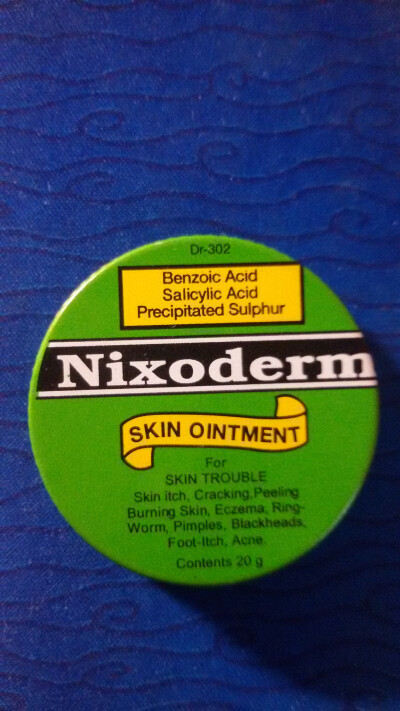 Dr-302
Benzoic Acid
Salicylic Acid
Precipitated Sulphur
Nixoderm
SKIN OINTMENT
For
SKIN TROUBLE
Skin itch, Cracking,Peeling
Burning Skin, Eczema, Ring-
Worm, Pimples, Blackheads,
Foot-Itch, Acne.
Contents 20 g